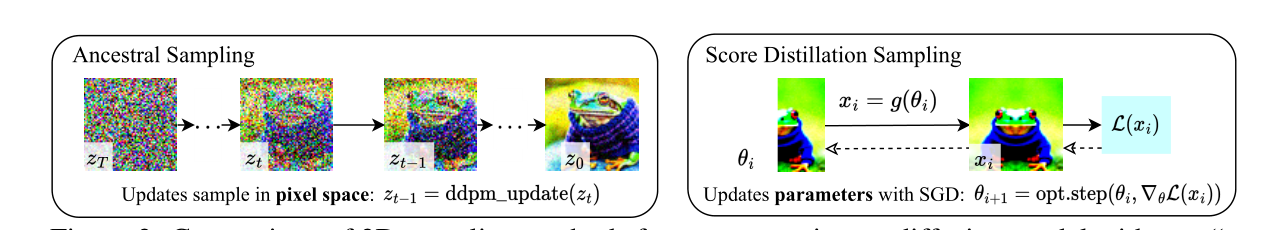 Ancestral Sampling
z_T
z_t
z_{t-1}
z_0
Updates sample in pixel space: z_{t-1} = ddpm_update(z_t)
Score Distillation Sampling
θ_i
x_i = g(θ_i)
x_i
ℒ(x_i)
Updates parameters with SGD: θ_{i+1} = opt.step(θ_i, ∇_θℒ(x_i))